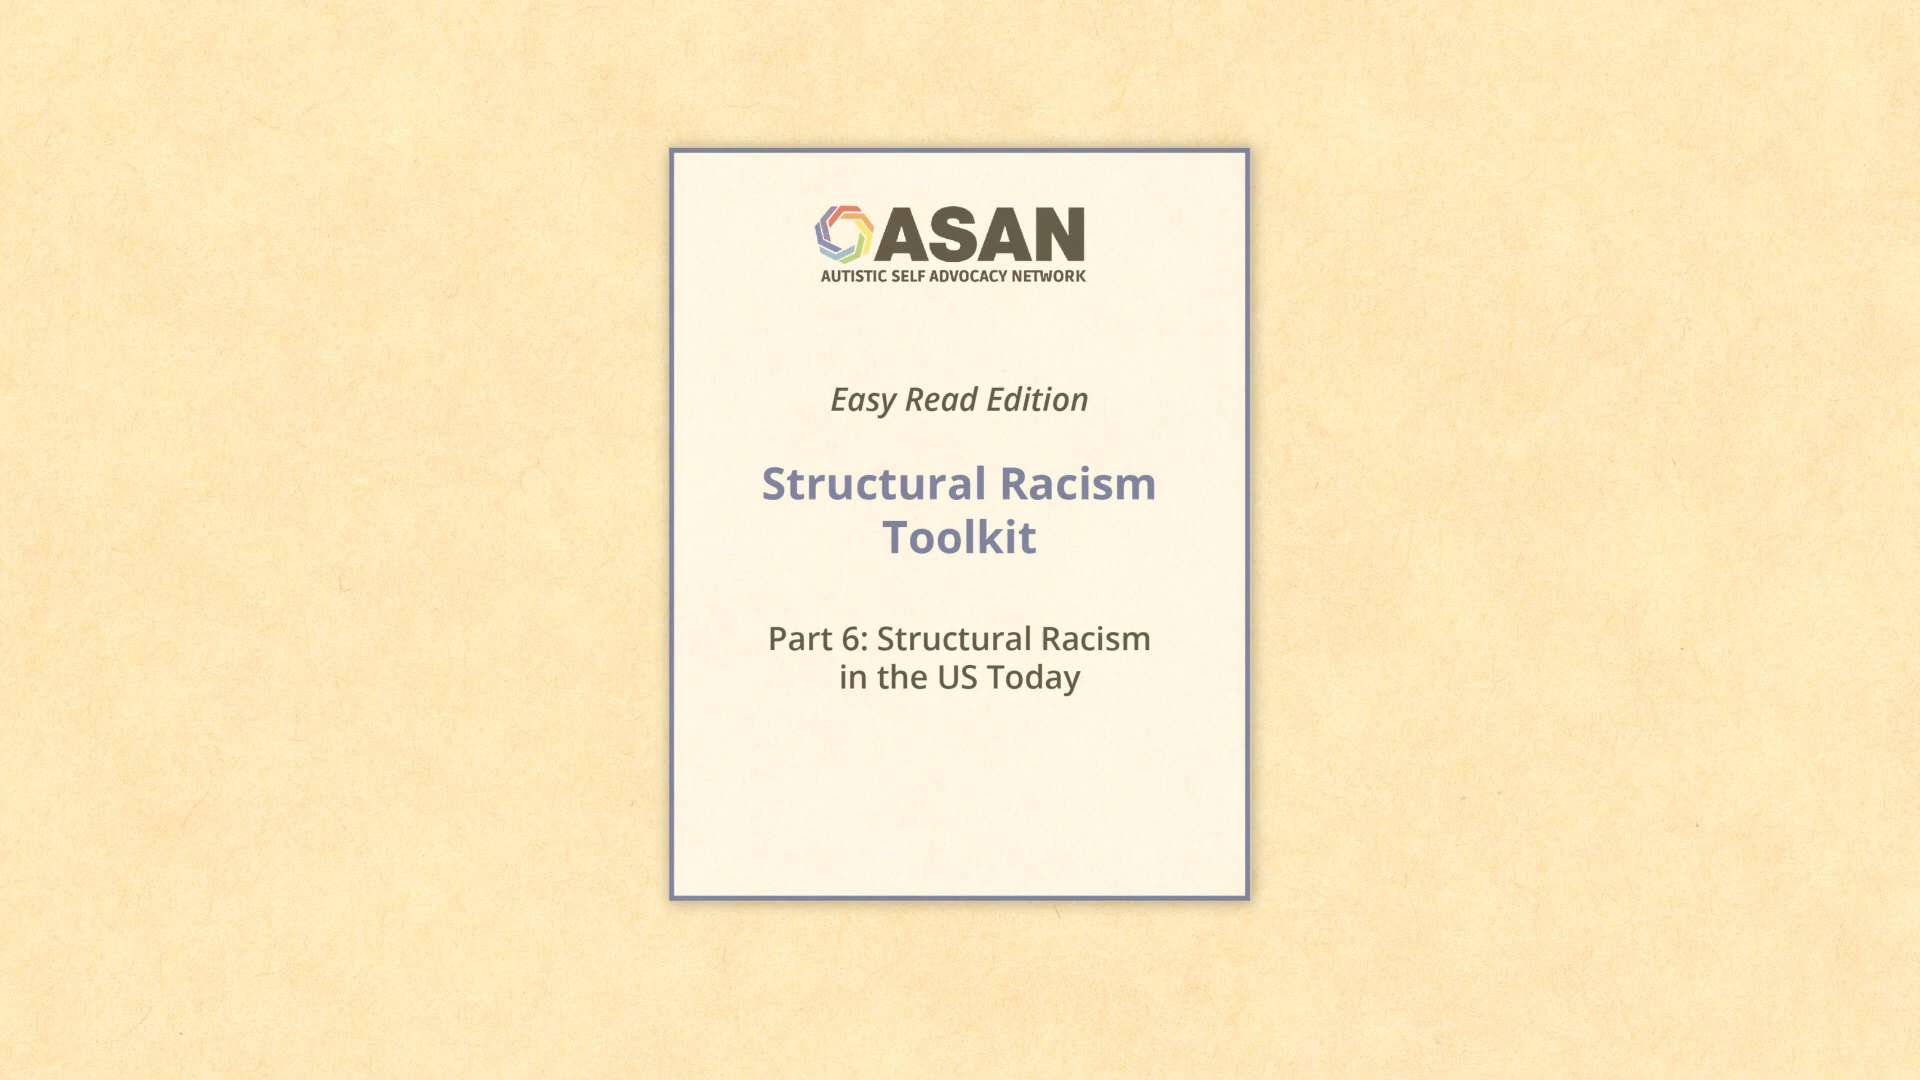 ASAN
AUTISTIC SELF ADVOCACY NETWORK
Easy Read Edition
Structural Racism
Toolkit
Part 6: Structural Racism
in the US Today